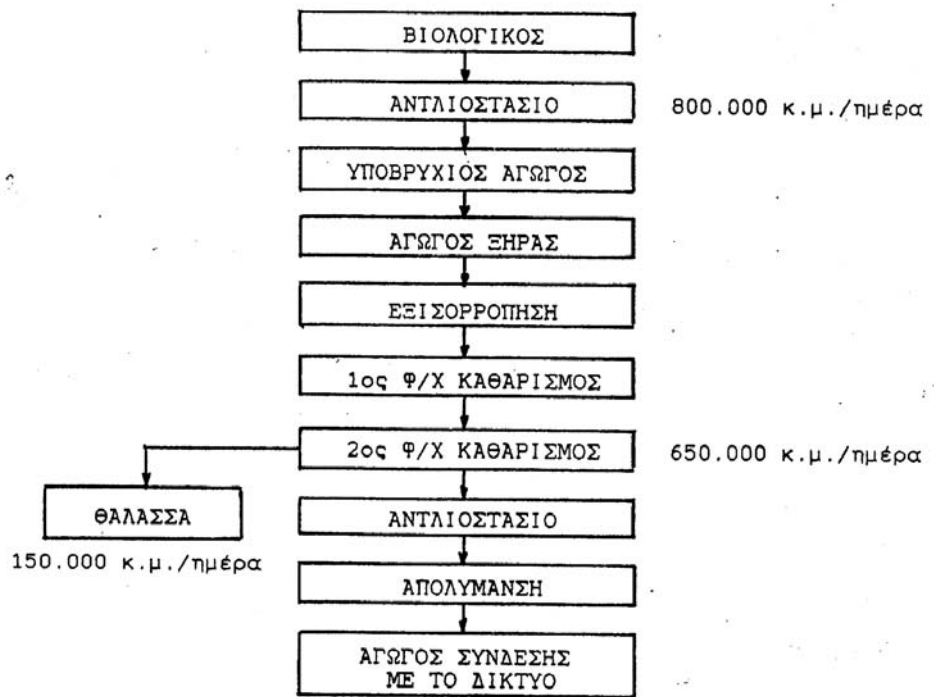 ΒΙΟΛΟΓΙΚΟΣ
ΑΝΤΛΙΟΣΤΑΣΙΟ
800.000 κ.μ./ημέρα
ΥΠΟΒΡΥΧΙΟΣ ΑΓΩΓΟΣ
ΑΓΩΓΟΣ ΞΗΡΑΣ
ΕΞΙΣΟΡΡΟΠΗΣΗ
1ος Φ/Χ ΚΑΘΑΡΙΣΜΟΣ
2ος Φ/Χ ΚΑΘΑΡΙΣΜΟΣ
650.000 κ.μ./ημέρα
ΘΑΛΑΣΣΑ
150.000 κ.μ./ημέρα
ΑΝΤΛΙΟΣΤΑΣΙΟ
ΑΠΟΛΥΜΑΝΣΗ
ΑΓΩΓΟΣ ΣΥΝΔΕΣΗΣ
ΜΕ ΤΟ ΔΙΚΤΥΟ